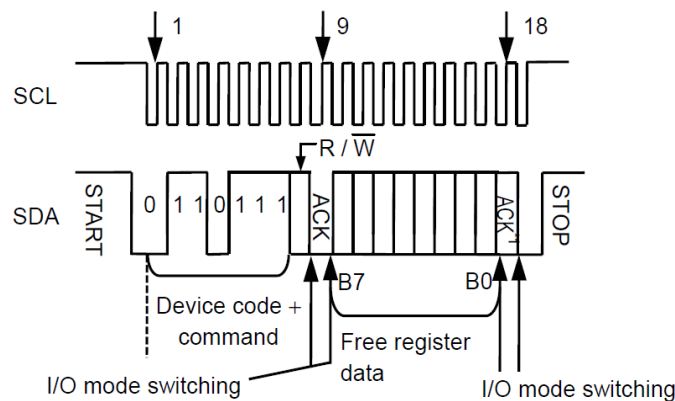 1 9 18
SCL
R / W
SDA
START 0 1 1 0 1 1 1 ACK ACK*1 STOP
B7 B0
Device code +
command
Free register
data
I/O mode switching
I/O mode switching